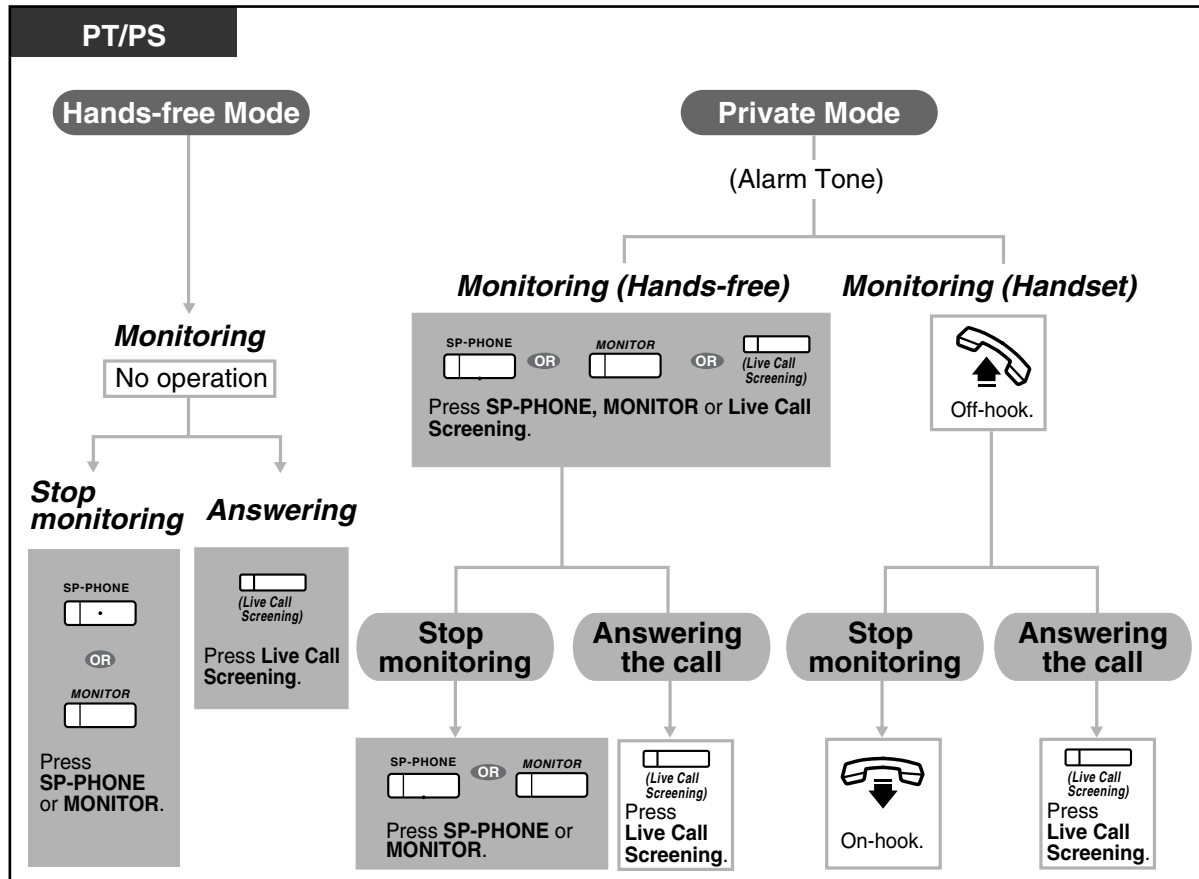 PT/PS
Hands-free Mode
Monitoring
No operation
Stop
monitoring
SP-PHONE
OR
MONITOR
Press
SP-PHONE
or MONITOR.
Answering
(Live Call
Screening)
Press Live Call
Screening.
Private Mode
(Alarm Tone)
Monitoring (Hands-free)
SP-PHONE
OR
MONITOR
OR
(Live Call
Screening)
Press SP-PHONE, MONITOR or Live Call
Screening.
Stop
monitoring
SP-PHONE
OR
MONITOR
Press SP-PHONE or
MONITOR.
Answering
the call
(Live Call
Screening)
Press
Live Call
Screening.
Monitoring (Handset)
Off-hook.
Stop
monitoring
On-hook.
Answering
the call
(Live Call
Screening)
Press
Live Call
Screening.